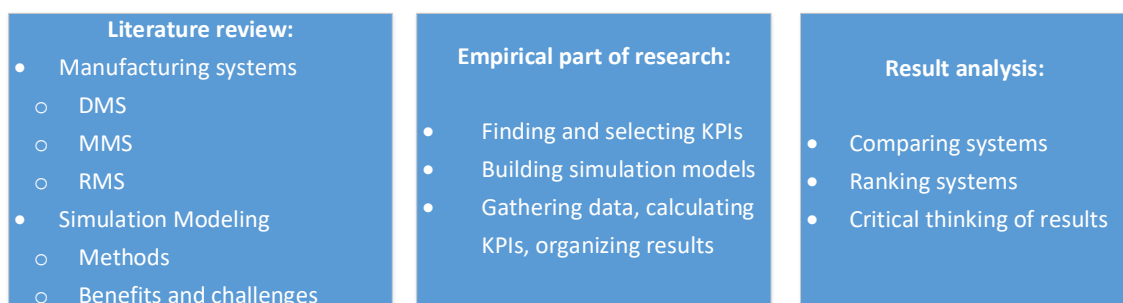 Literature review:
• Manufacturing systems
o DMS
o MMS
o RMS
• Simulation Modeling
o Methods
o Benefits and challenges
Empirical part of research:
• Finding and selecting KPIs
• Building simulation models
• Gathering data, calculating
KPIs, organizing results
Result analysis:
• Comparing systems
• Ranking systems
• Critical thinking of results